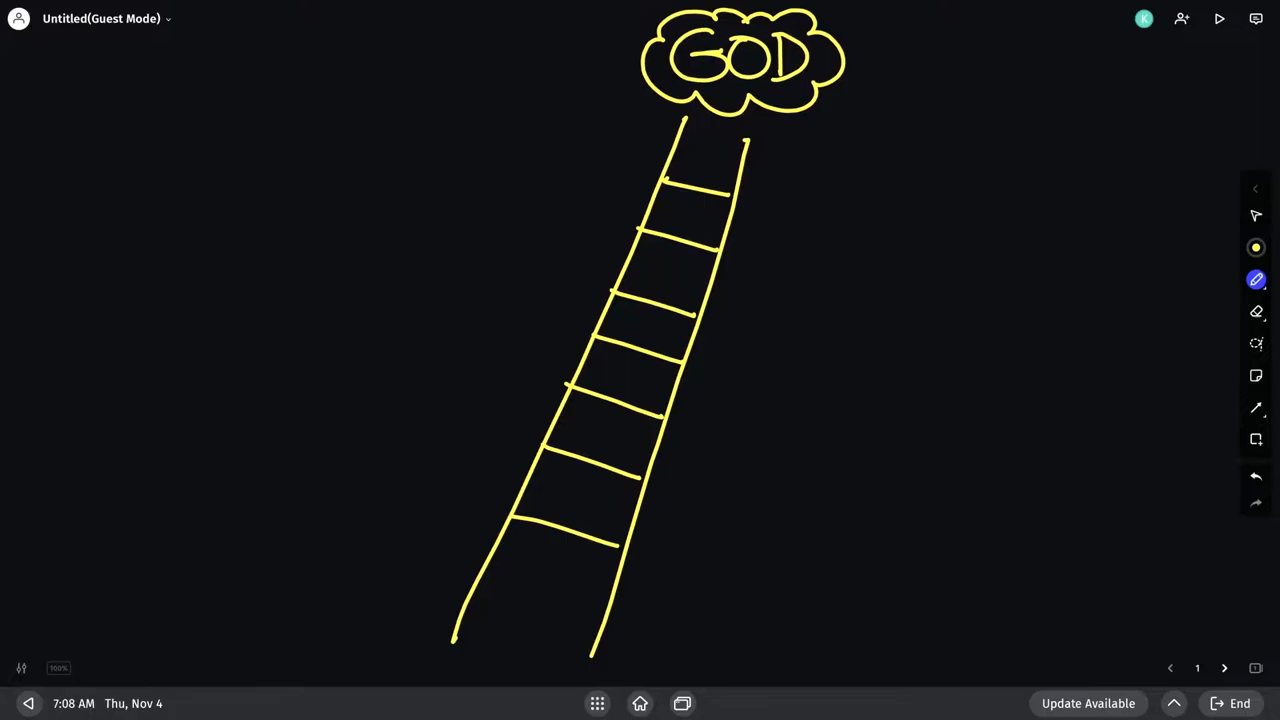 Untitled(Guest Mode)
K
GOD
100%
1
7:08 AM Thu, Nov 4
Update Available
End